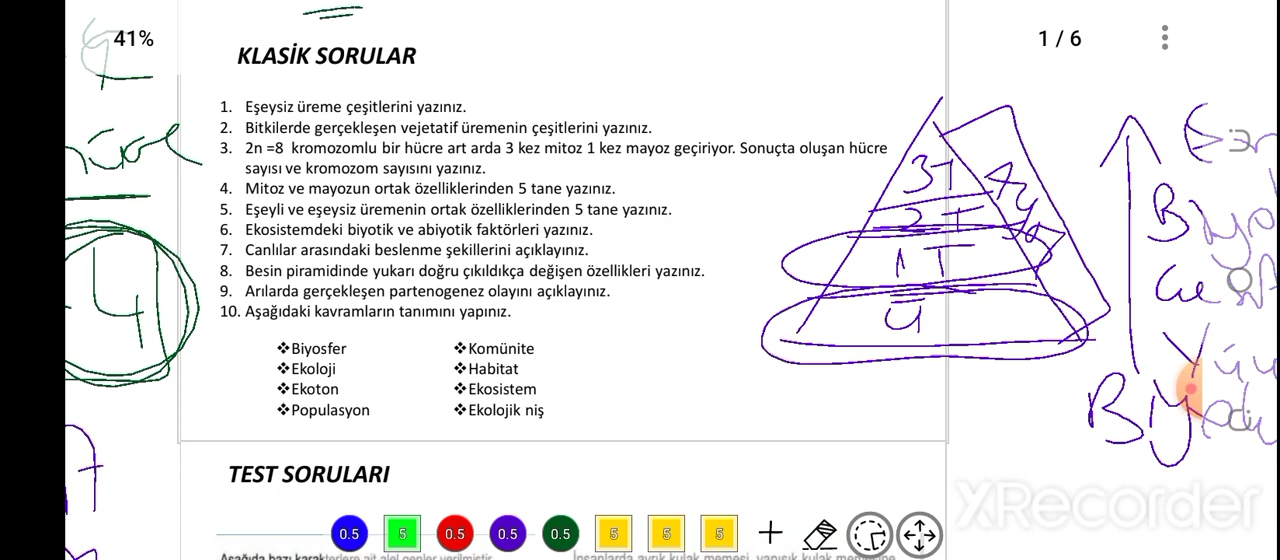 41%
1 / 6
KLASİK SORULAR
1. Eşeysiz üreme çeşitlerini yazınız.
2. Bitkilerde gerçekleşen vejetatif üremenin çeşitlerini yazınız.
3. 2n =8 kromozomlu bir hücre art arda 3 kez mitoz 1 kez mayoz geçiriyor. Sonuçta oluşan hücre
sayısı ve kromozom sayısını yazınız.
4. Mitoz ve mayozun ortak özelliklerinden 5 tane yazınız.
5. Eşeyli ve eşeysiz üremenin ortak özelliklerinden 5 tane yazınız.
6. Ekosistemdeki biyotik ve abiyotik faktörleri yazınız.
7. Canlılar arasındaki beslenme şekillerini açıklayınız.
8. Besin piramidinde yukarı doğru çıkıldıkça değişen özellikleri yazınız.
9. Arılarda gerçekleşen partenogenez olayını açıklayınız.
10. Aşağıdaki kavramların tanımını yapınız.
❖Biyosfer ❖Komünite
❖Ekoloji ❖Habitat
❖Ekoton ❖Ekosistem
❖Populasyon ❖Ekolojik niş
3T
2T
1T
Ü
4
TEST SORULARI
0.5 5 0.5 0.5 0.5 5 5 5
XRecorder